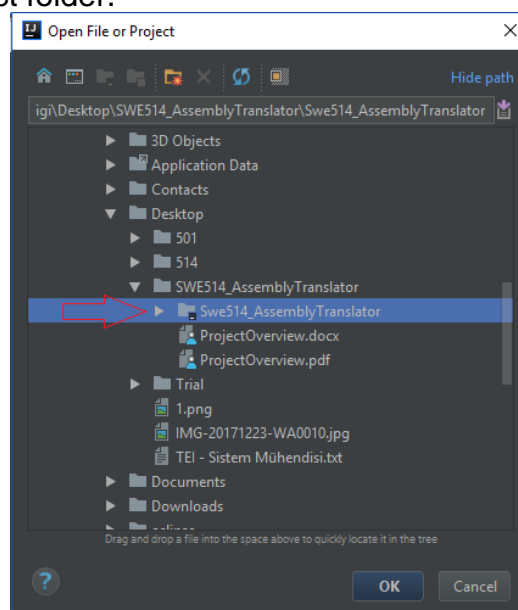 Open File or Project
Hide path
igi\Desktop\SWE514_AssemblyTranslator\Swe514_AssemblyTranslator
3D Objects
Application Data
Contacts
Desktop
501
514
SWE514_AssemblyTranslator
Swe514_AssemblyTranslator
ProjectOverview.docx
ProjectOverview.pdf
Trial
1.png
IMG-20171223-WA0010.jpg
TEI - Sistem Mühendisi.txt
Documents
Downloads
Drag and drop a file into the space above to quickly locate it in the tree
?
OK
Cancel